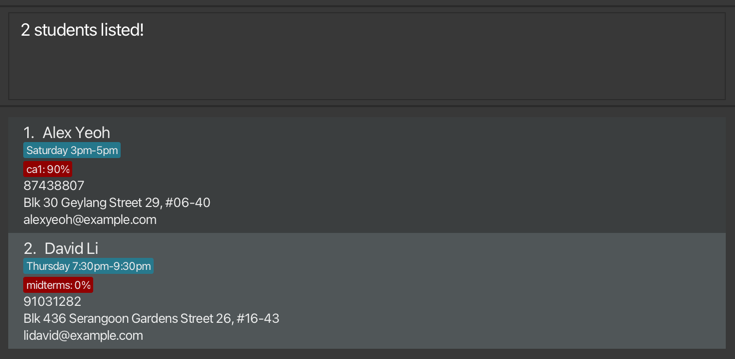 2 students listed!
1. Alex Yeoh
Saturday 3pm-5pm
ca1: 90%
87438807
Blk 30 Geylang Street 29, #06-40
alexyeoh@example.com
2. David Li
Thursday 7:30pm-9:30pm
midterms: 0%
91031282
Blk 436 Serangoon Gardens Street 26, #16-43
lidavid@example.com